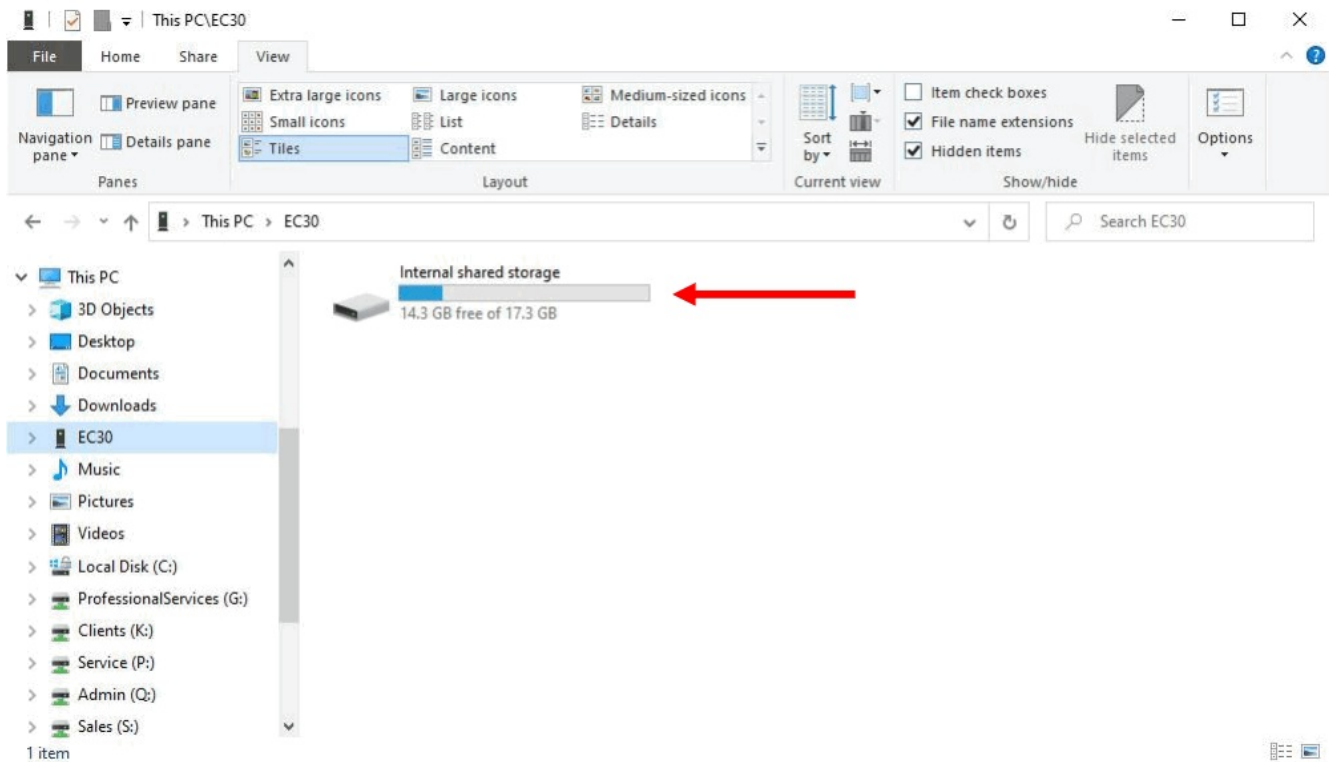 This PC\EC30
File Home Share View
Navigation pane
Preview pane
Details pane
Panes
Extra large icons Large icons Medium-sized icons
Small icons List Details
Tiles Content
Layout
Sort by
Current view
Item check boxes
File name extensions
Hidden items
Hide selected items
Show/hide
Options
This PC > EC30
Search EC30
This PC
3D Objects
Desktop
Documents
Downloads
EC30
Music
Pictures
Videos
Local Disk (C:)
ProfessionalServices (G:)
Clients (K:)
Service (P:)
Admin (Q:)
Sales (S:)
Internal shared storage
14.3 GB free of 17.3 GB
1 item